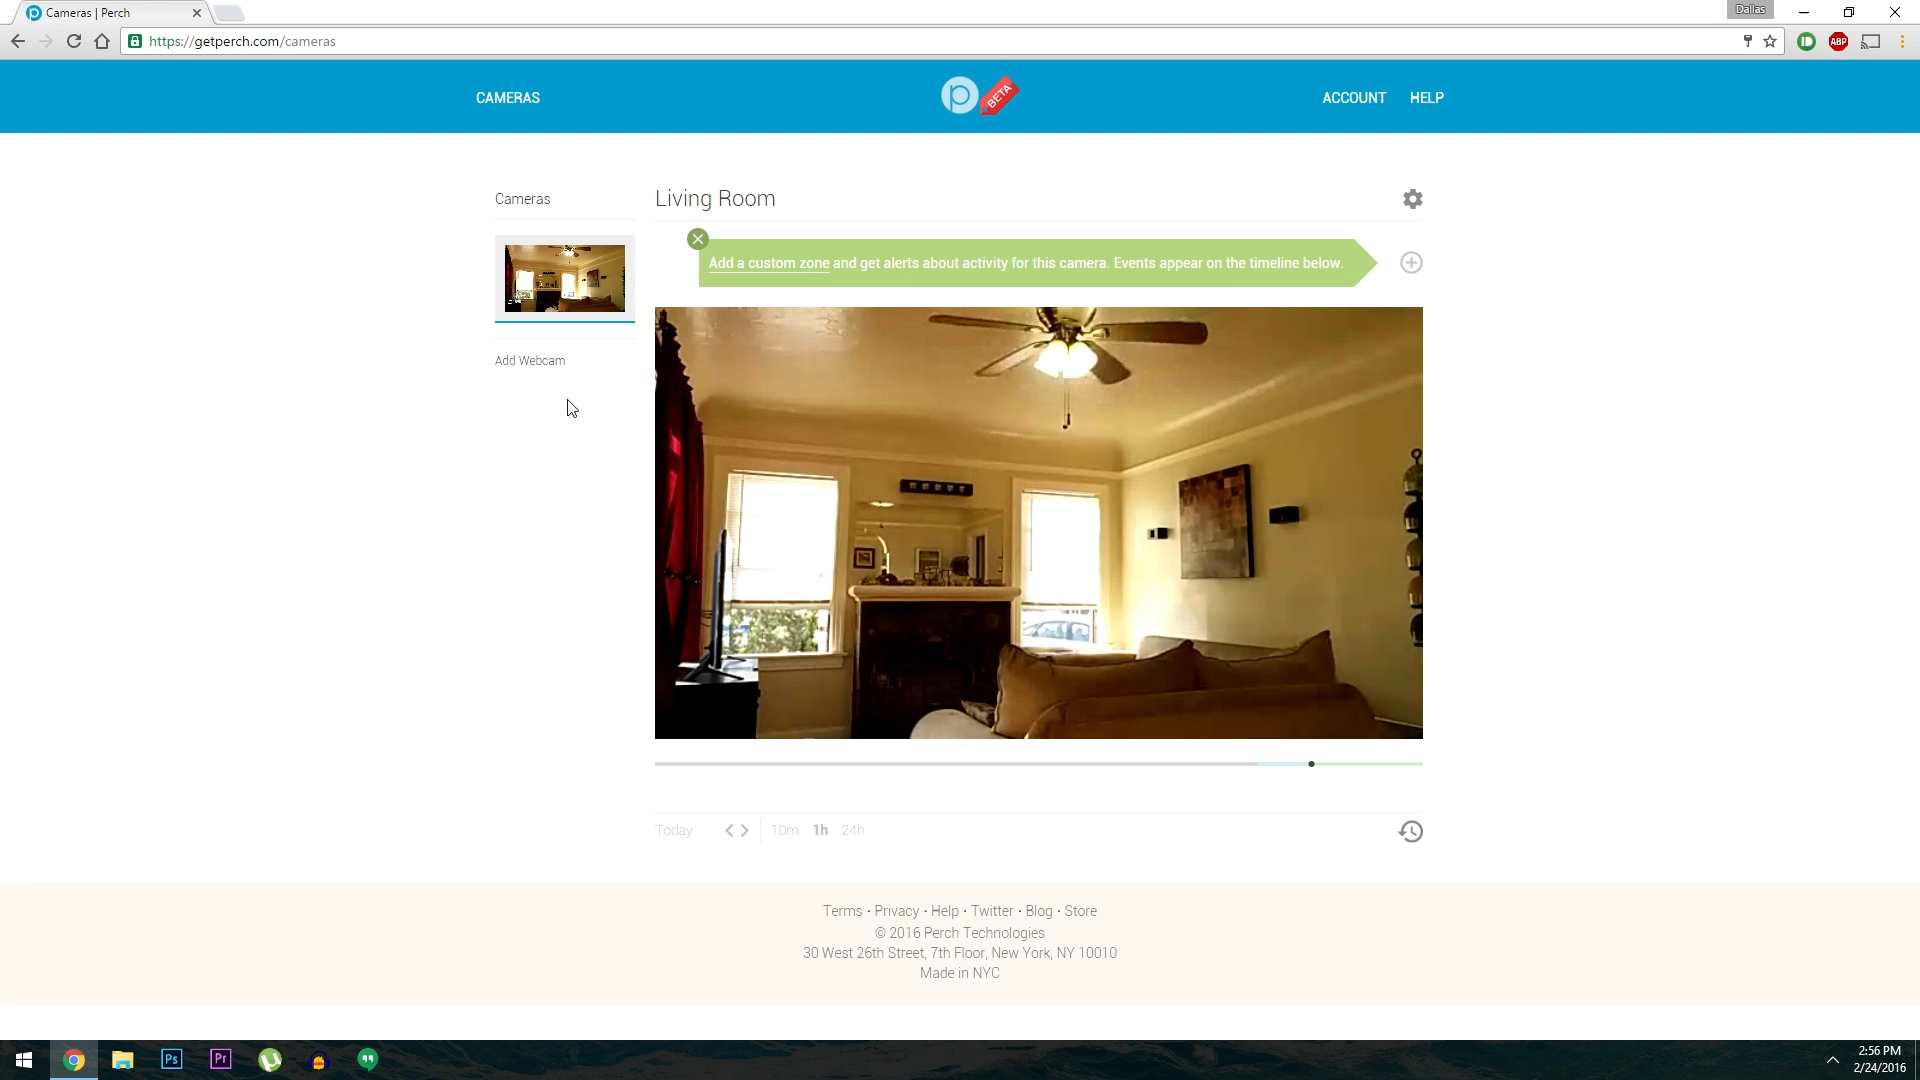 Cameras | Perch
Dallas
https://getperch.com/cameras
ABP
CAMERAS
BETA
ACCOUNT
HELP
Cameras
Living Room
Add a custom zone and get alerts about activity for this camera. Events appear on the timeline below.
Add Webcam
Today
10m 1h 24h
Terms · Privacy · Help · Twitter · Blog · Store
© 2016 Perch Technologies
30 West 26th Street, 7th Floor, New York, NY 10010
Made in NYC
Ps
Pr
2:56 PM
2/24/2016